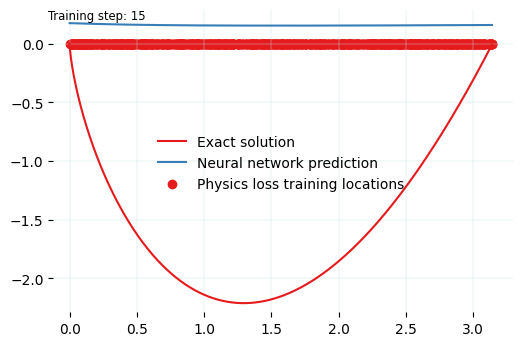 Training step: 15
0.0
−0.5
−1.0
−1.5
−2.0
Exact solution
Neural network prediction
Physics loss training locations
0.0 0.5 1.0 1.5 2.0 2.5 3.0